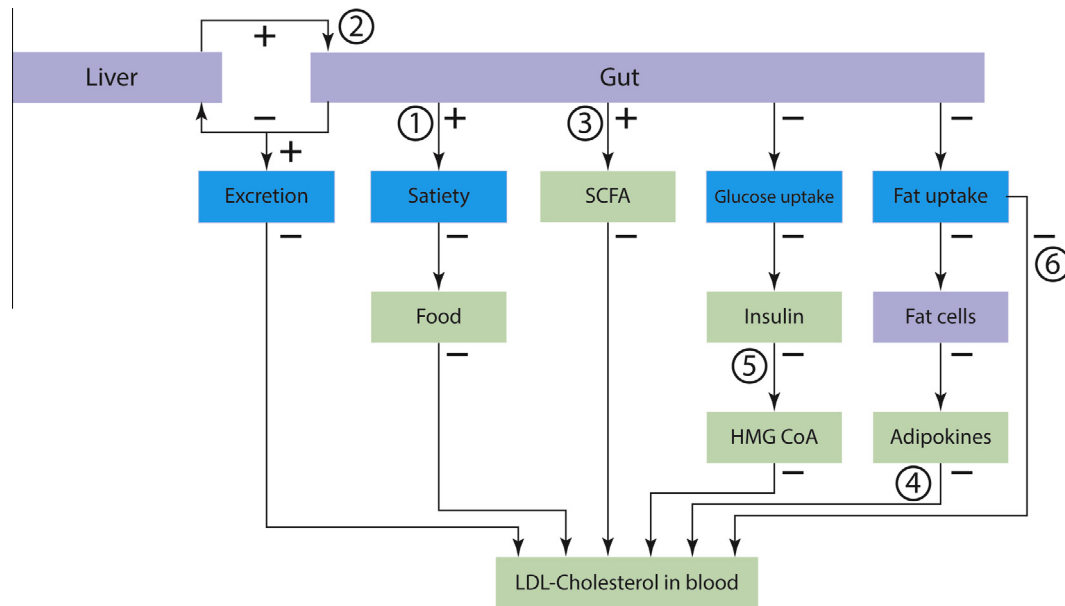 +
②
Liver
Gut
−
①
+
③
+
−
−
+
Excretion
Satiety
SCFA
Glucose uptake
Fat uptake
−
−
−
−
−
−
⑥
Food
Insulin
Fat cells
−
⑤
−
−
HMG CoA
Adipokines
−
④
−
LDL-Cholesterol in blood